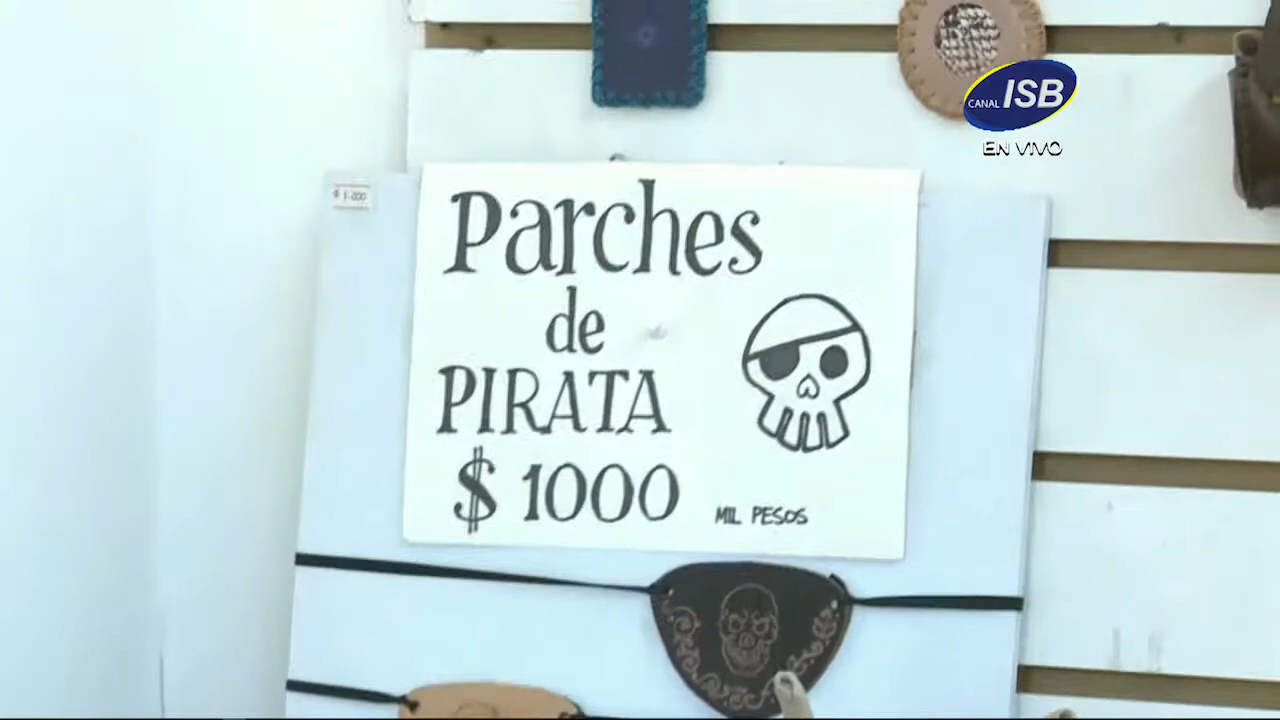 CANAL ISB
EN VIVO
$ 1.000
Parches
de
PIRATA
$ 1000
MIL PESOS